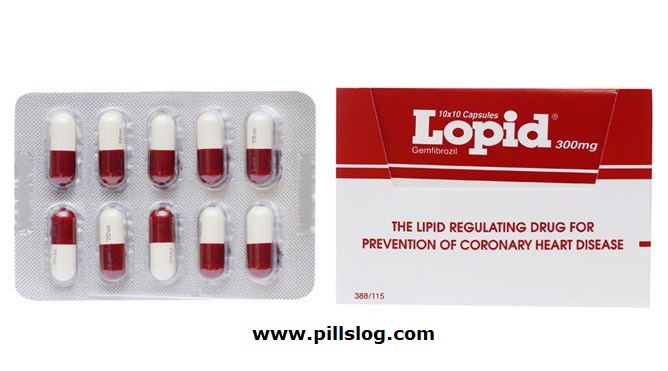 10x10 Capsules
Lopid® 300mg
Gemfibrozil
THE LIPID REGULATING DRUG FOR
PREVENTION OF CORONARY HEART DISEASE
388/115
www.pillslog.com